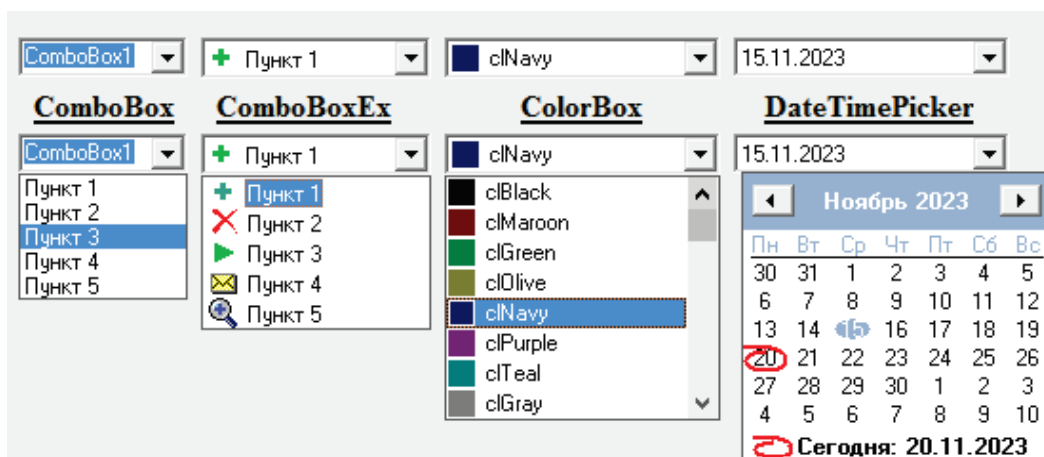 ComboBox1 Пункт 1 clNavy 15.11.2023
ComboBox ComboBoxEx ColorBox DateTimePicker
ComboBox1 Пункт 1 clNavy 15.11.2023
Пункт 1
Пункт 2
Пункт 3
Пункт 4
Пункт 5
Пункт 1
Пункт 2
Пункт 3
Пункт 4
Пункт 5
clBlack
clMaroon
clGreen
clOlive
clNavy
clPurple
clTeal
clGray
Ноябрь 2023
Пн Вт Ср Чт Пт Сб Вс
30 31 1 2 3 4 5
6 7 8 9 10 11 12
13 14 15 16 17 18 19
20 21 22 23 24 25 26
27 28 29 30 1 2 3
4 5 6 7 8 9 10
Сегодня: 20.11.2023